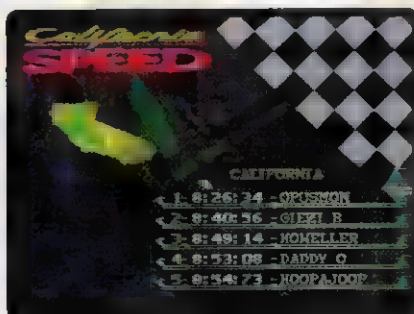 California
SPEED
CALIFORNIA
1- 8:26:24 - OPUSMON
2- 8:40:56 - GIEZI B
3- 8:49:14 - HOWELLER
4- 8:53:08 - DADDY O
5- 8:54:73 - HOOPAJOOP